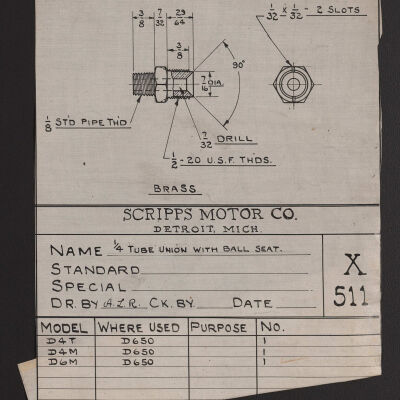 1/32 X 1/32 - 2 SLOTS
3/8 7/32 29/64
3/8
90°
7/16 DIA.
1/8 STD PIPE THD
7/32 DRILL
1/2 - 20 U.S.F. THDS.
BRASS
SCRIPPS MOTOR CO.
DETROIT, MICH.
NAME 1/4 TUBE UNION WITH BALL SEAT.
STANDARD
SPECIAL
DR. BY A.L.R. CK. BY DATE
X
511
MODEL WHERE USED PURPOSE NO.
D4T D650 1
D4M D650 1
D6M D650 1